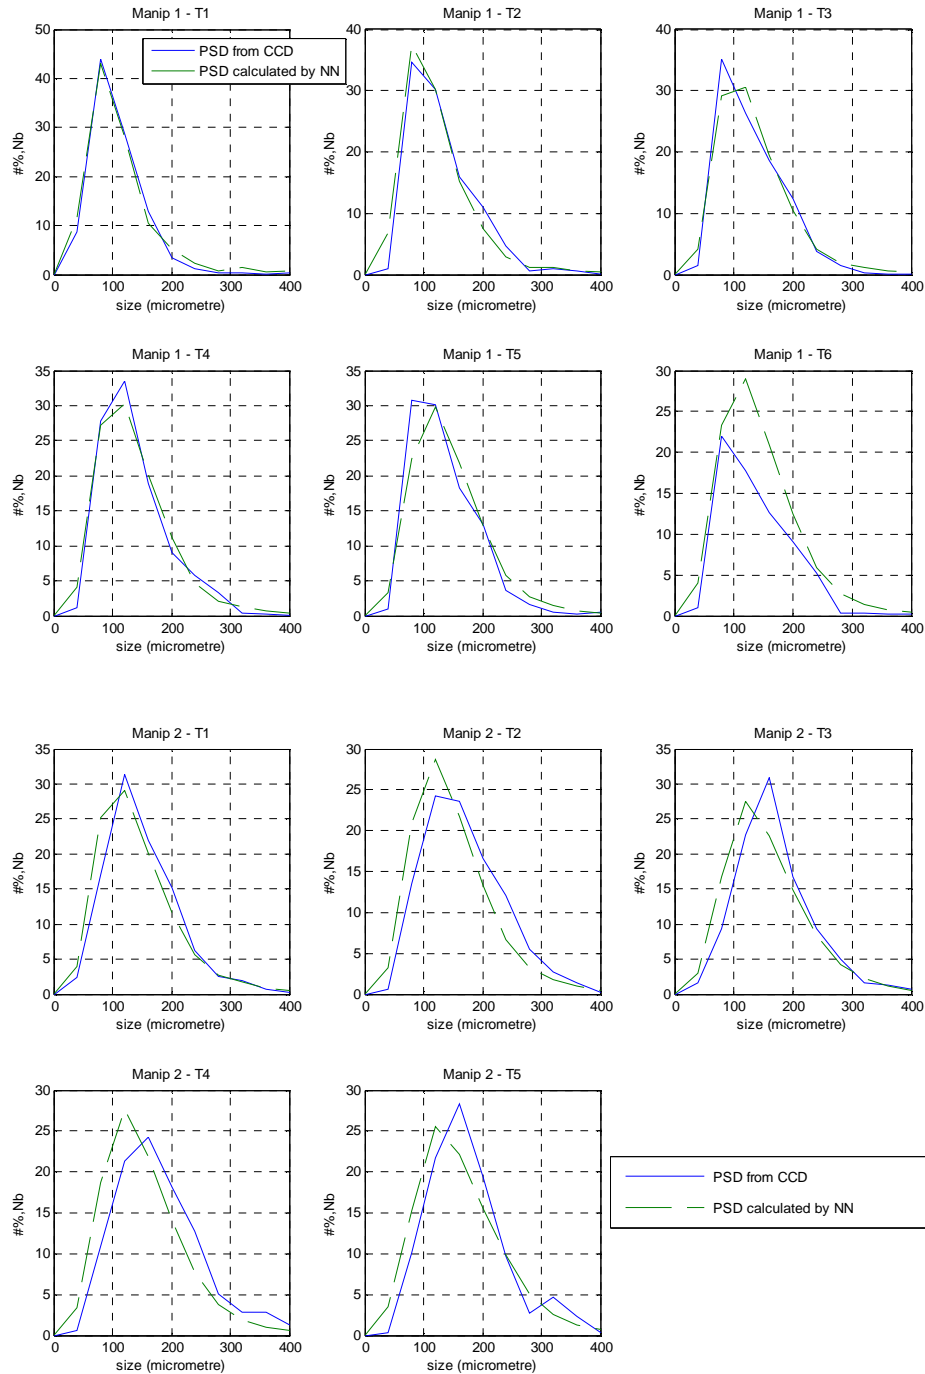 Manip 1 - T1
Manip 1 - T2
Manip 1 - T3
PSD from CCD
PSD calculated by NN
#%,Nb
50
40
30
20
10
0
0 100 200 300 400
size (micrometre)
#%,Nb
40
30
20
10
0
0 100 200 300 400
size (micrometre)
#%,Nb
40
30
20
10
0
0 100 200 300 400
size (micrometre)
Manip 1 - T4
Manip 1 - T5
Manip 1 - T6
#%,Nb
35
30
25
20
15
10
5
0
0 100 200 300 400
size (micrometre)
#%,Nb
35
30
25
20
15
10
5
0
0 100 200 300 400
size (micrometre)
#%,Nb
30
25
20
15
10
5
0
0 100 200 300 400
size (micrometre)
Manip 2 - T1
Manip 2 - T2
Manip 2 - T3
#%,Nb
35
30
25
20
15
10
5
0
0 100 200 300 400
size (micrometre)
#%,Nb
30
25
20
15
10
5
0
0 100 200 300 400
size (micrometre)
#%,Nb
35
30
25
20
15
10
5
0
0 100 200 300 400
size (micrometre)
Manip 2 - T4
Manip 2 - T5
#%,Nb
30
25
20
15
10
5
0
0 100 200 300 400
size (micrometre)
#%,Nb
30
25
20
15
10
5
0
0 100 200 300 400
size (micrometre)
PSD from CCD
PSD calculated by NN